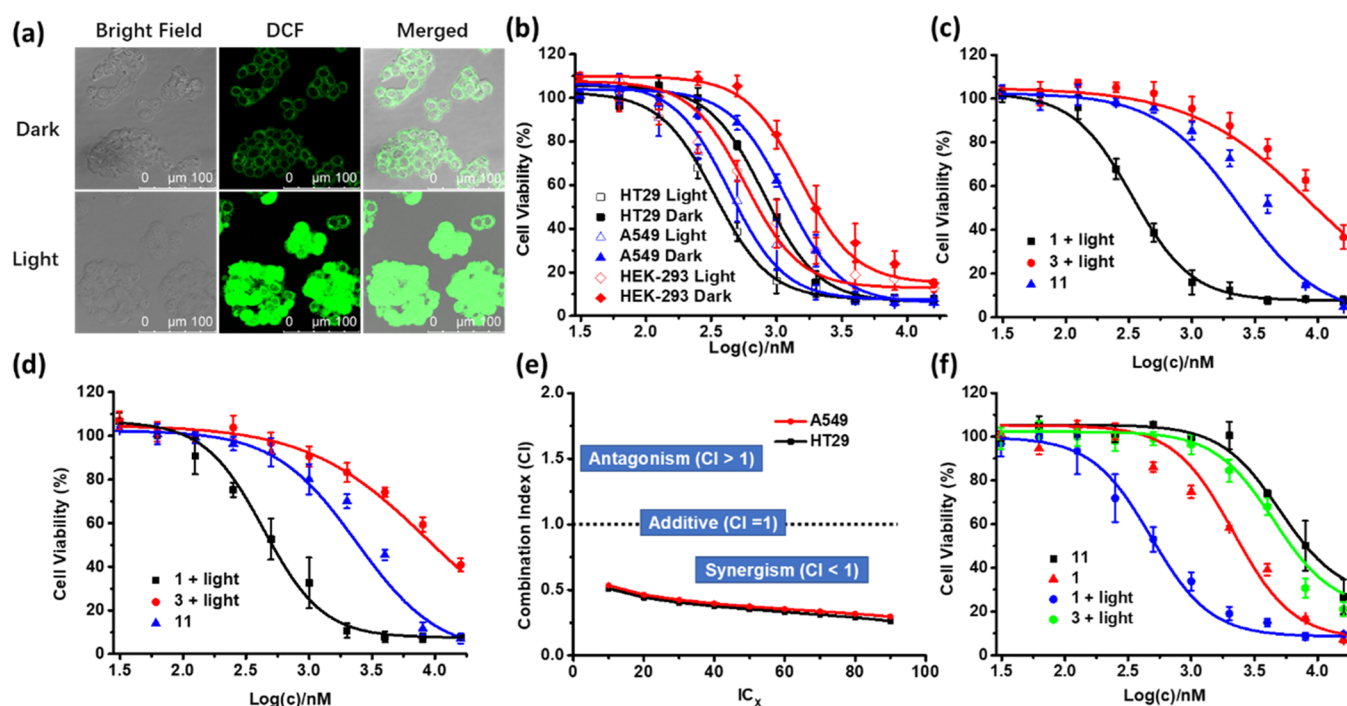 (a)
Bright Field DCF Merged
Dark
0 µm 100 0 µm 100 0 µm 100
Light
0 µm 100 0 µm 100 0 µm 100
(b)
120
100
80
60
40
20
0
Cell Viability (%)
HT29 Light
HT29 Dark
A549 Light
A549 Dark
HEK-293 Light
HEK-293 Dark
1.5 2.0 2.5 3.0 3.5 4.0
Log(c)/nM
(c)
120
100
80
60
40
20
0
Cell Viability (%)
1 + light
3 + light
11
1.5 2.0 2.5 3.0 3.5 4.0
Log(c)/nM
(d)
120
100
80
60
40
20
0
Cell Viability (%)
1 + light
3 + light
11
1.5 2.0 2.5 3.0 3.5 4.0
Log(c)/nM
(e)
2.0
1.5
1.0
0.5
0.0
Combination Index (CI)
A549
HT29
Antagonism (CI > 1)
Additive (CI =1)
Synergism (CI < 1)
0 20 40 60 80 100
ICx
(f)
120
100
80
60
40
20
0
Cell Viability (%)
11
1
1 + light
3 + light
1.5 2.0 2.5 3.0 3.5 4.0
Log(c)/nM